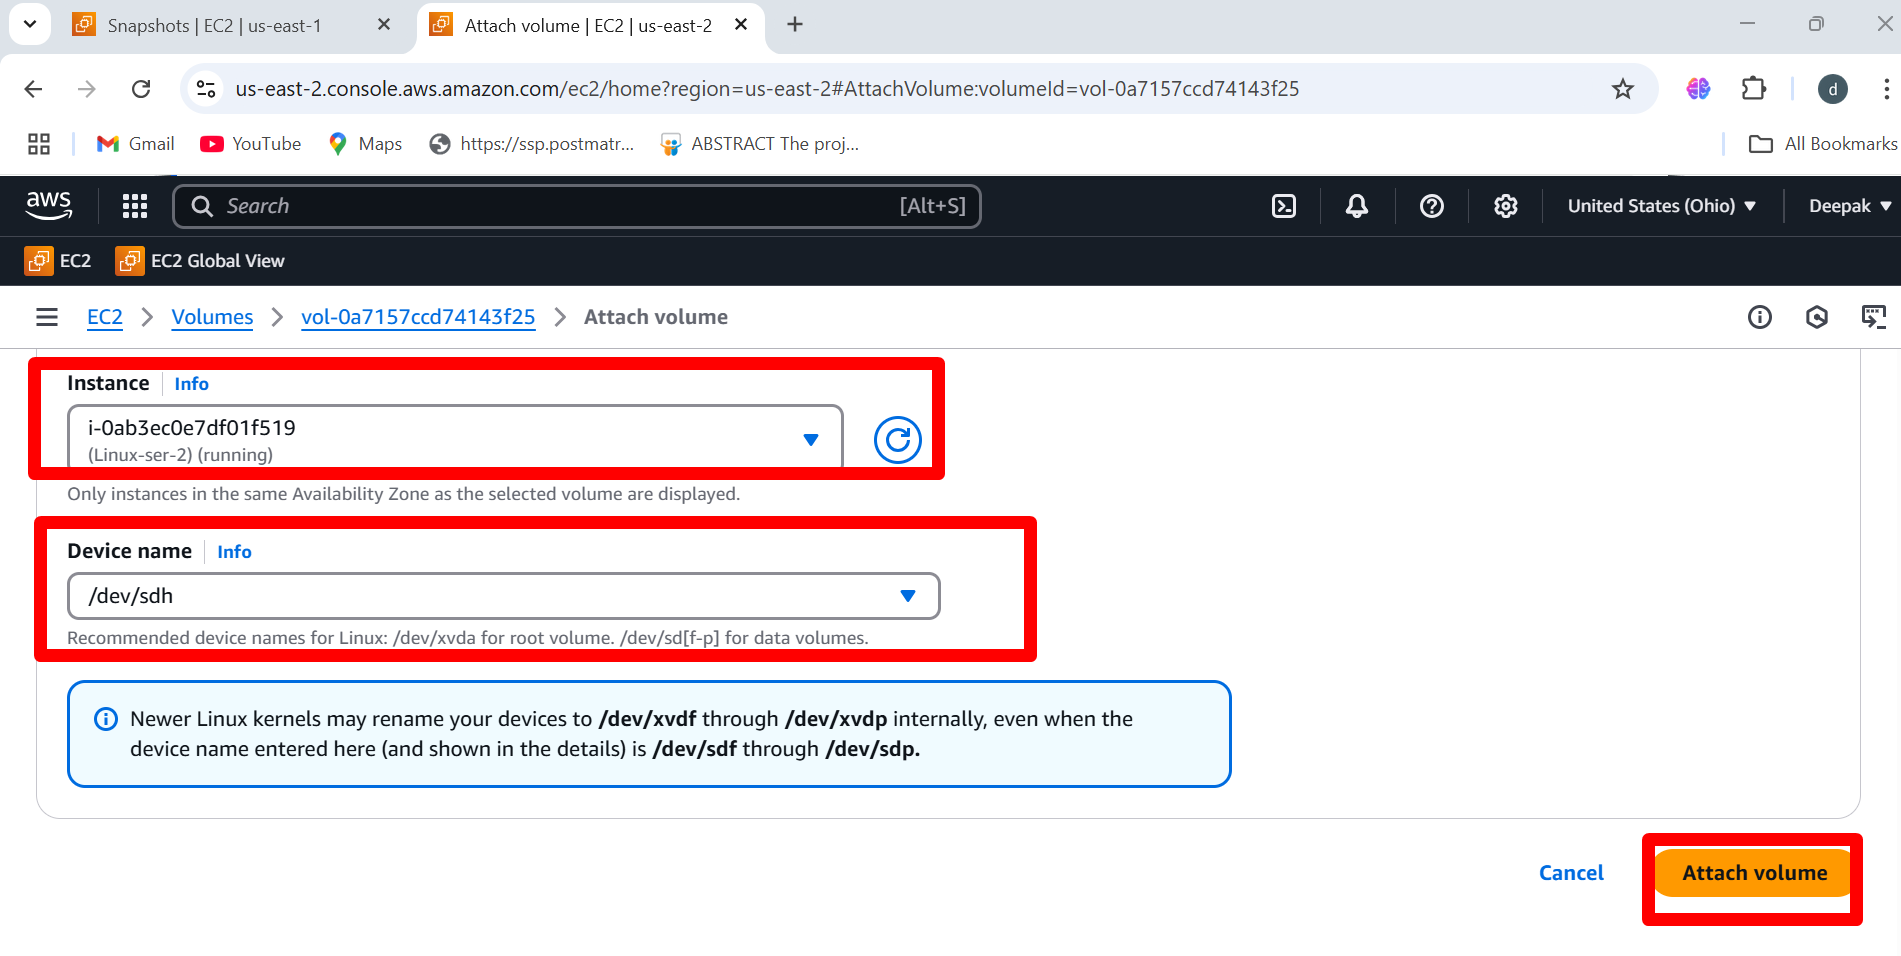 Snapshots | EC2 | us-east-1
Attach volume | EC2 | us-east-2
us-east-2.console.aws.amazon.com/ec2/home?region=us-east-2#AttachVolume:volumeId=vol-0a7157ccd74143f25
d
Gmail
YouTube
Maps
https://ssp.postmatr...
ABSTRACT The proj...
All Bookmarks
aws
Search
[Alt+S]
United States (Ohio)
Deepak
EC2
EC2 Global View
EC2
Volumes
vol-0a7157ccd74143f25
Attach volume
Instance
Info
i-0ab3ec0e7df01f519
(Linux-ser-2) (running)
Only instances in the same Availability Zone as the selected volume are displayed.
Device name
Info
/dev/sdh
Recommended device names for Linux: /dev/xvda for root volume. /dev/sd[f-p] for data volumes.
Newer Linux kernels may rename your devices to /dev/xvdf through /dev/xvdp internally, even when the
device name entered here (and shown in the details) is /dev/sdf through /dev/sdp.
Cancel
Attach volume